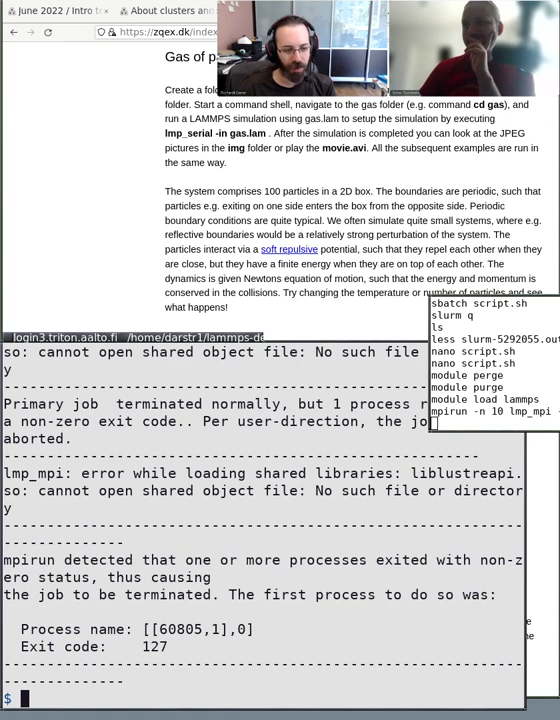 June 2022 / Intro t
About clusters and
https://zqex.dk/index
Gas of p
Create a fol
folder. Start a command shell, navigate to the gas folder (e.g. command cd gas), and
run a LAMMPS simulation using gas.lam to setup the simulation by executing
lmp_serial -in gas.lam . After the simulation is completed you can look at the JPEG
pictures in the img folder or play the movie.avi. All the subsequent examples are run in
the same way.
The system comprises 100 particles in a 2D box. The boundaries are periodic, such that
particles e.g. exiting on one side enters the box from the opposite side. Periodic
boundary conditions are quite typical. We often simulate quite small systems, where e.g.
reflective boundaries would be a relatively strong perturbation of the system. The
particles interact via a soft repulsive potential, such that they repel each other when they
are close, but they have a finite energy when they are on top of each other. The
dynamics is given Newtons equation of motion, such that the energy and momentum is
conserved in the collisions. Try changing the temperature or number of particles and see
what happens!
sbatch script.sh
slurm q
ls
less slurm-5292055.out
nano script.sh
nano script.sh
module perge
module purge
module load lammps
mpirun -n 10 lmp_mpi -
login3.triton.aalto.fi /home/darstr1/lammps-de
so: cannot open shared object file: No such file
y
-----------------------------------------------
Primary job  terminated normally, but 1 process r
a non-zero exit code.. Per user-direction, the jo
aborted.
------------------------------------------------------
lmp_mpi: error while loading shared libraries: liblustreapi.
so: cannot open shared object file: No such file or director
y
------------------------------------------------------------
--------------
mpirun detected that one or more processes exited with non-z
ero status, thus causing
the job to be terminated. The first process to do so was:
Process name: [[60805,1],0]
Exit code:    127
------------------------------------------------------------
--------------
$